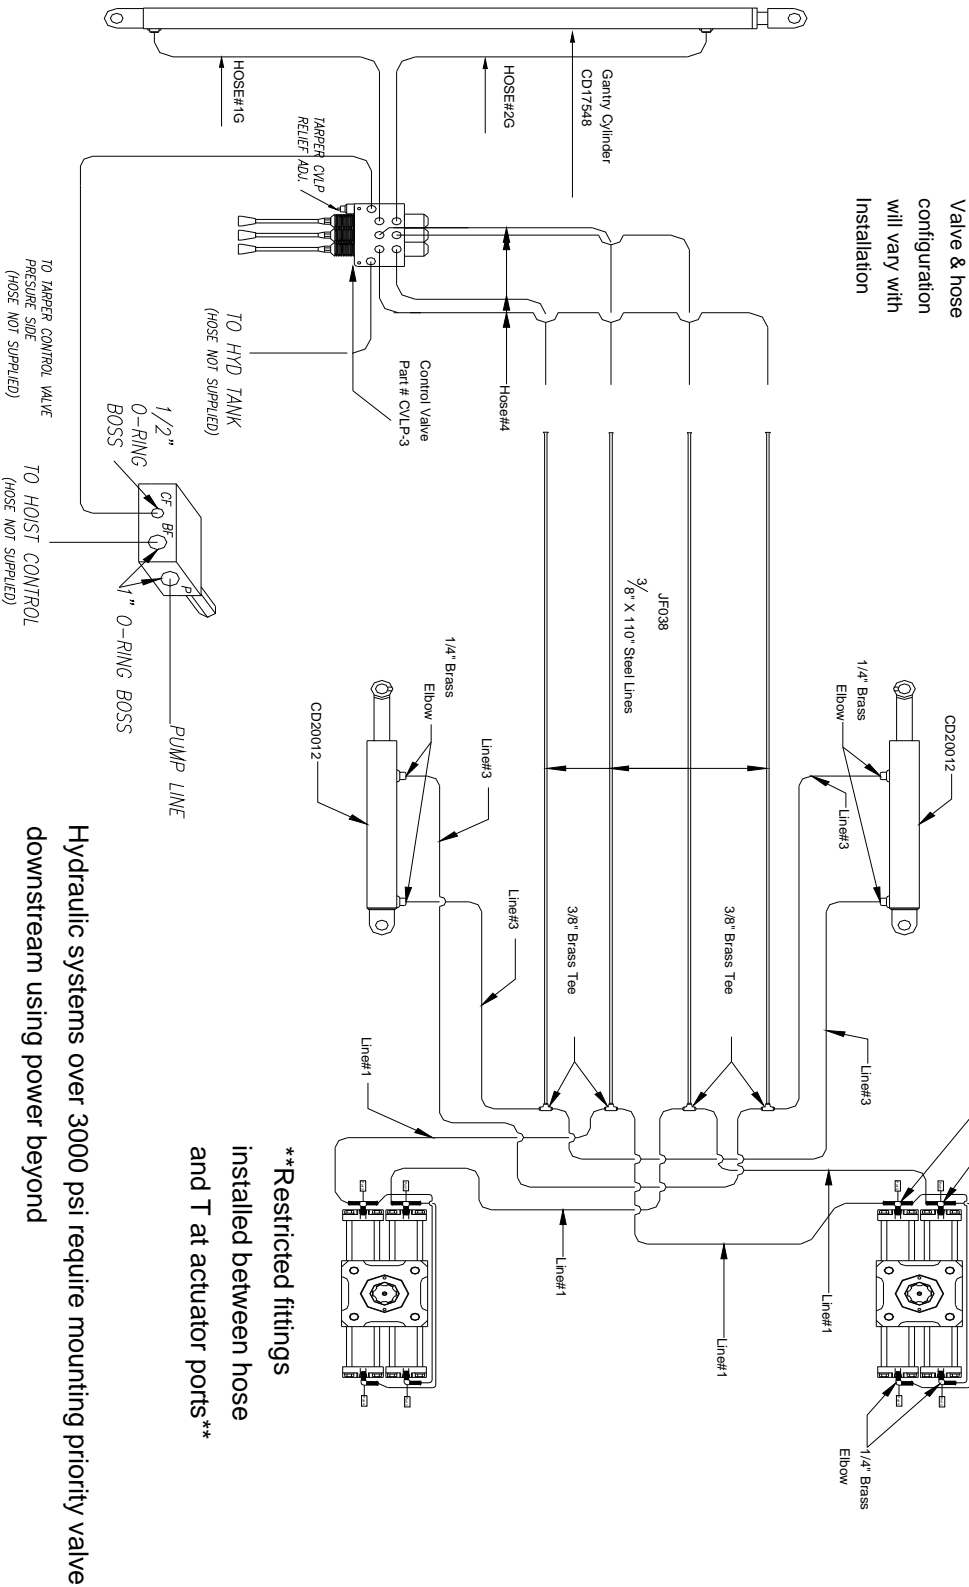 Valve & hose
configuration
will vary with
Installation
Gantry Cylinder
CD17548
HOSE#2G
HOSE#1G
TARPER CVLP
RELIEF ADJ.
Hose#4
Control Valve
Part # CVLP-3
TO HYD TANK
(HOSE NOT SUPPLIED)
TO TARPER CONTROL VALVE
PRESURE SIDE
(HOSE NOT SUPPLIED)
1/2"
O-RING
BOSS
CF
BF
P
TO HOIST CONTROL
(HOSE NOT SUPPLIED)
1" O-RING BOSS
PUMP LINE
JF038
3/
8" X 110" Steel Lines
1/4" Brass
Elbow
CD20012
Line#3
Line#3
1/4" Brass
Elbow
CD20012
Line#3
Line#3
3/8" Brass Tee
3/8" Brass Tee
Line#1
Line#1
Line#1
Line#1
1/4" Brass
Elbow
**Restricted fittings
installed between hose
and T at actuator ports**
Hydraulic systems over 3000 psi require mounting priority valve
downstream using power beyond